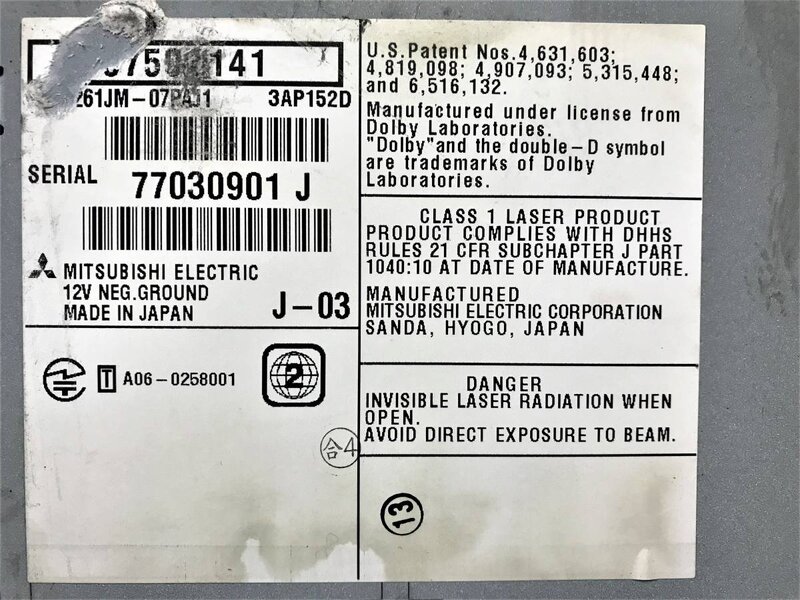 141
3AP152D
SERIAL 77030901 J
MITSUBISHI ELECTRIC
12V NEG.GROUND
MADE IN JAPAN J-03
T A06-0258001
2
合4
U.S.Patent Nos.4,631,603;
4,819,098; 4,907,093; 5,315,448;
and 6,516,132.
Manufactured under license from
Dolby Laboratories.
"Dolby"and the double-D symbol
are trademarks of Dolby
Laboratories.
CLASS 1 LASER PRODUCT
PRODUCT COMPLIES WITH DHHS
RULES 21 CFR SUBCHAPTER J PART
1040:10 AT DATE OF MANUFACTURE.
MANUFACTURED
MITSUBISHI ELECTRIC CORPORATION
SANDA, HYOGO, JAPAN
DANGER
INVISIBLE LASER RADIATION WHEN
OPEN.
AVOID DIRECT EXPOSURE TO BEAM.
13